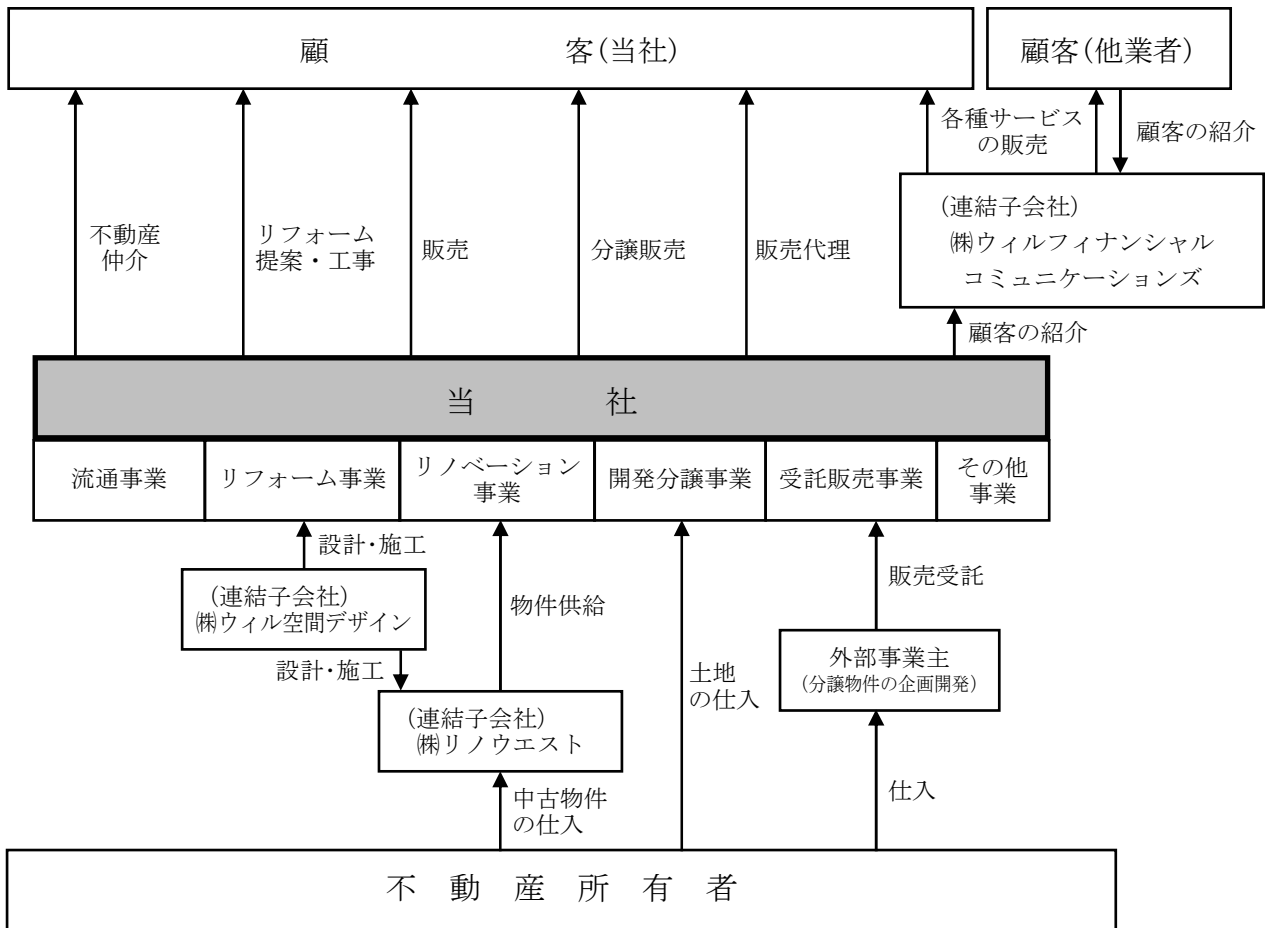 顧客(当社)
顧客(他業者)
各種サービス
の販売
顧客の紹介
(連結子会社)
㈱ウィルフィナンシャル
コミュニケーションズ
不動産
仲介
リフォーム
提案・工事
販売
分譲販売
販売代理
顧客の紹介
当社
流通事業
リフォーム事業
リノベーション
事業
開発分譲事業
受託販売事業
その他
事業
設計・施工
(連結子会社)
㈱ウィル空間デザイン
設計・施工
物件供給
(連結子会社)
㈱リノウエスト
中古物件
の仕入
土地
の仕入
販売受託
外部事業主
(分譲物件の企画開発)
仕入
不動産所有者